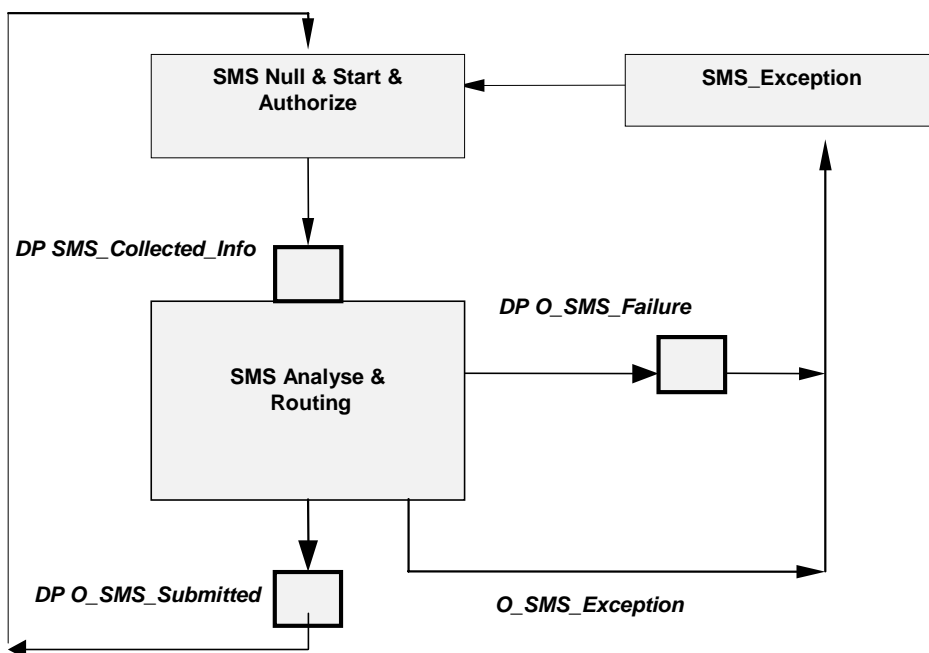 SMS Null & Start &
Authorize
SMS_Exception
DP SMS_Collected_Info
DP O_SMS_Failure
SMS Analyse &
Routing
DP O_SMS_Submitted
O_SMS_Exception